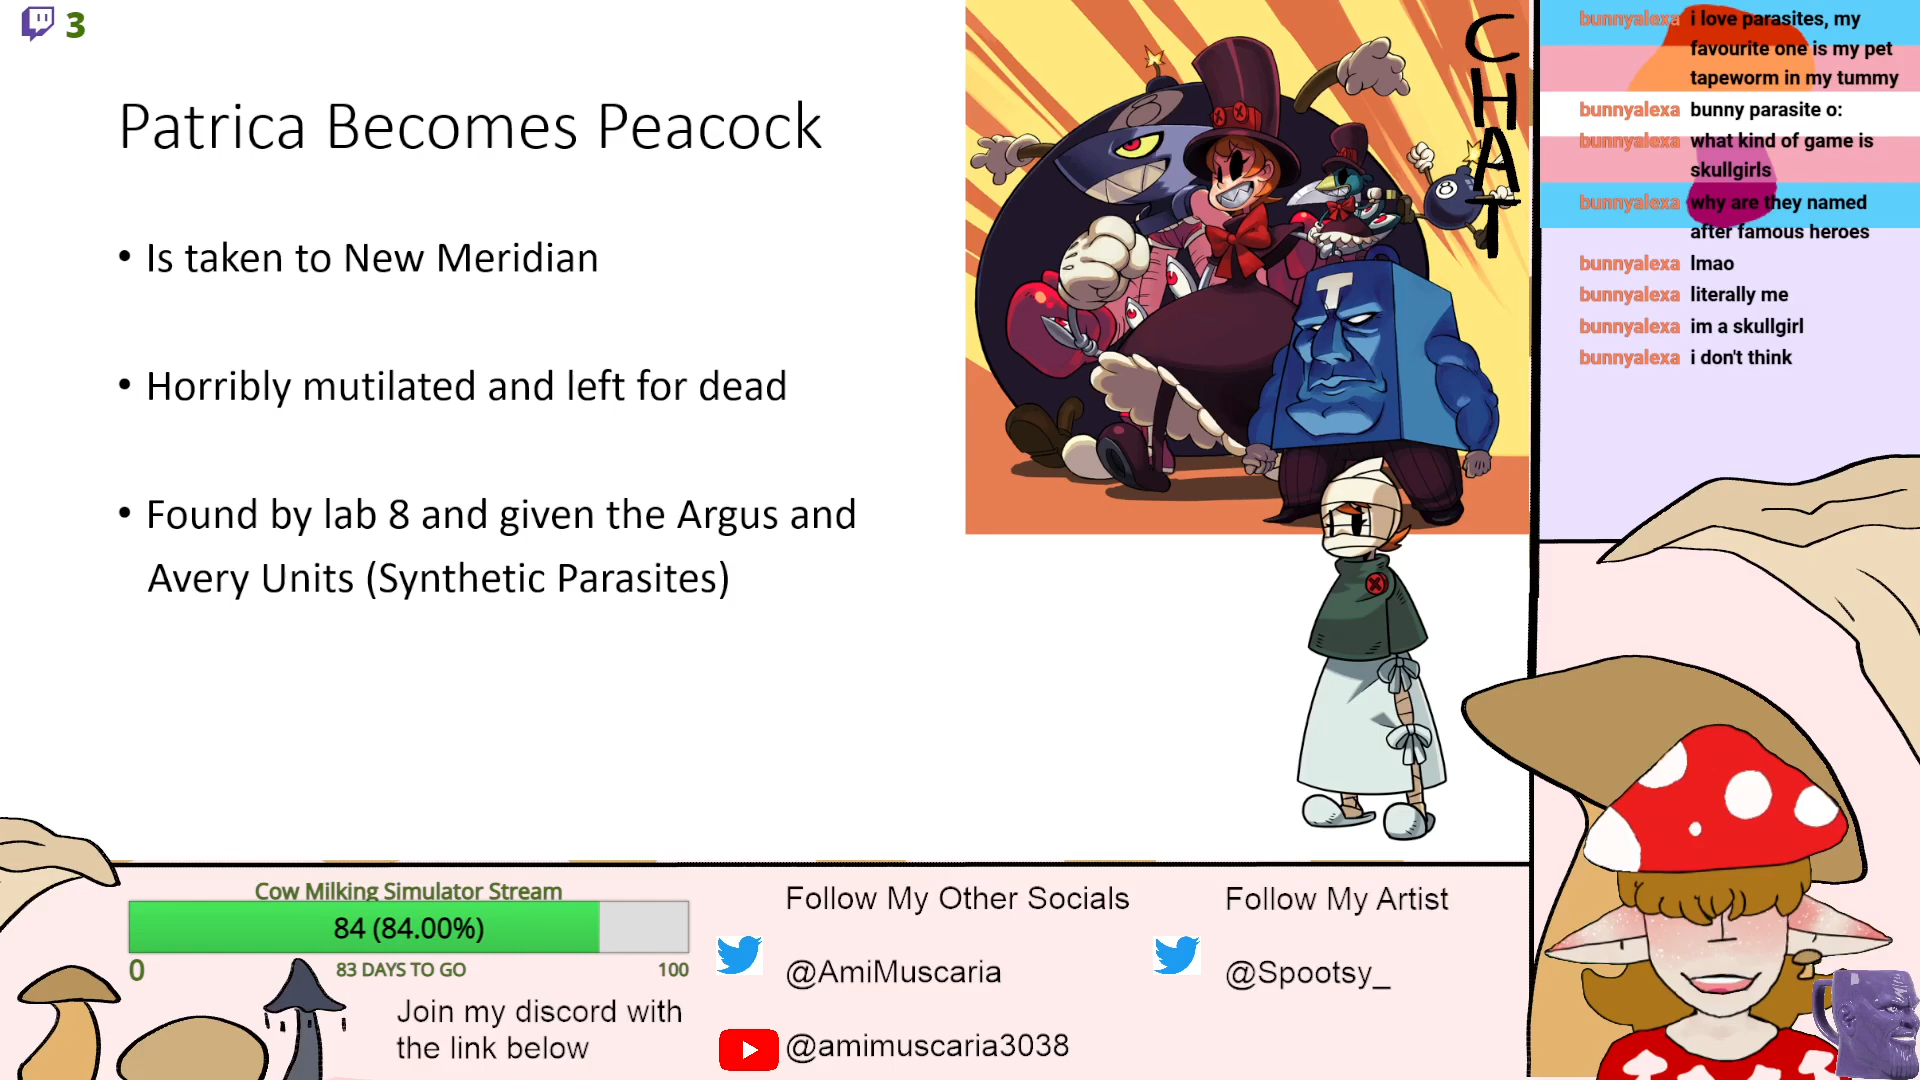 3
Patrica Becomes Peacock
• Is taken to New Meridian
• Horribly mutilated and left for dead
• Found by lab 8 and given the Argus and
Avery Units (Synthetic Parasites)
8
8
T
CHAT
bunnyalexa i love parasites, my
favourite one is my pet
tapeworm in my tummy
bunnyalexa bunny parasite o:
bunnyalexa what kind of game is
skullgirls
bunnyalexa why are they named
after famous heroes
bunnyalexa lmao
bunnyalexa literally me
bunnyalexa im a skullgirl
bunnyalexa i don't think
Cow Milking Simulator Stream
84 (84.00%)
0 83 DAYS TO GO 100
Join my discord with
the link below
Follow My Other Socials
@AmiMuscaria
@amimuscaria3038
Follow My Artist
@Spootsy_